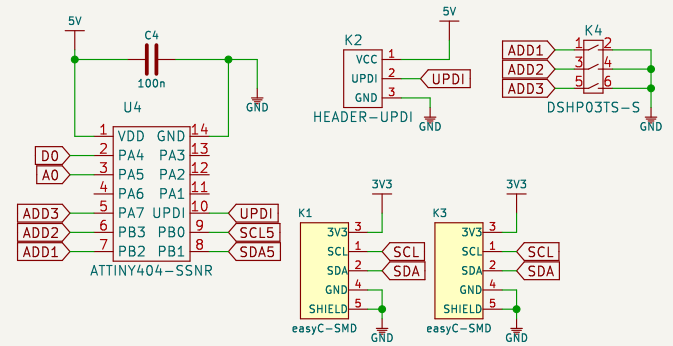 5V
C4
100n
GND
U4
1 VDD GND 14
D0 2 PA4 PA3 13
A0 3 PA5 PA2 12
4 PA6 PA1 11
ADD3 5 PA7 UPDI 10 UPDI
ADD2 6 PB3 PB0 9 SCL5
ADD1 7 PB2 PB1 8 SDA5
ATTINY404-SSNR
5V
K2
VCC 1
UPDI 2 UPDI
GND 3
HEADER-UPDI
GND
K4
ADD1 1 2
ADD2 3 4
ADD3 5 6
DSHP03TS-S
GND
3V3
K1
3V3 3
SCL 1 SCL
SDA 2 SDA
GND 4
SHIELD 5
easyC-SMD
GND
3V3
K3
3V3 3
SCL 1 SCL
SDA 2 SDA
GND 4
SHIELD 5
easyC-SMD
GND